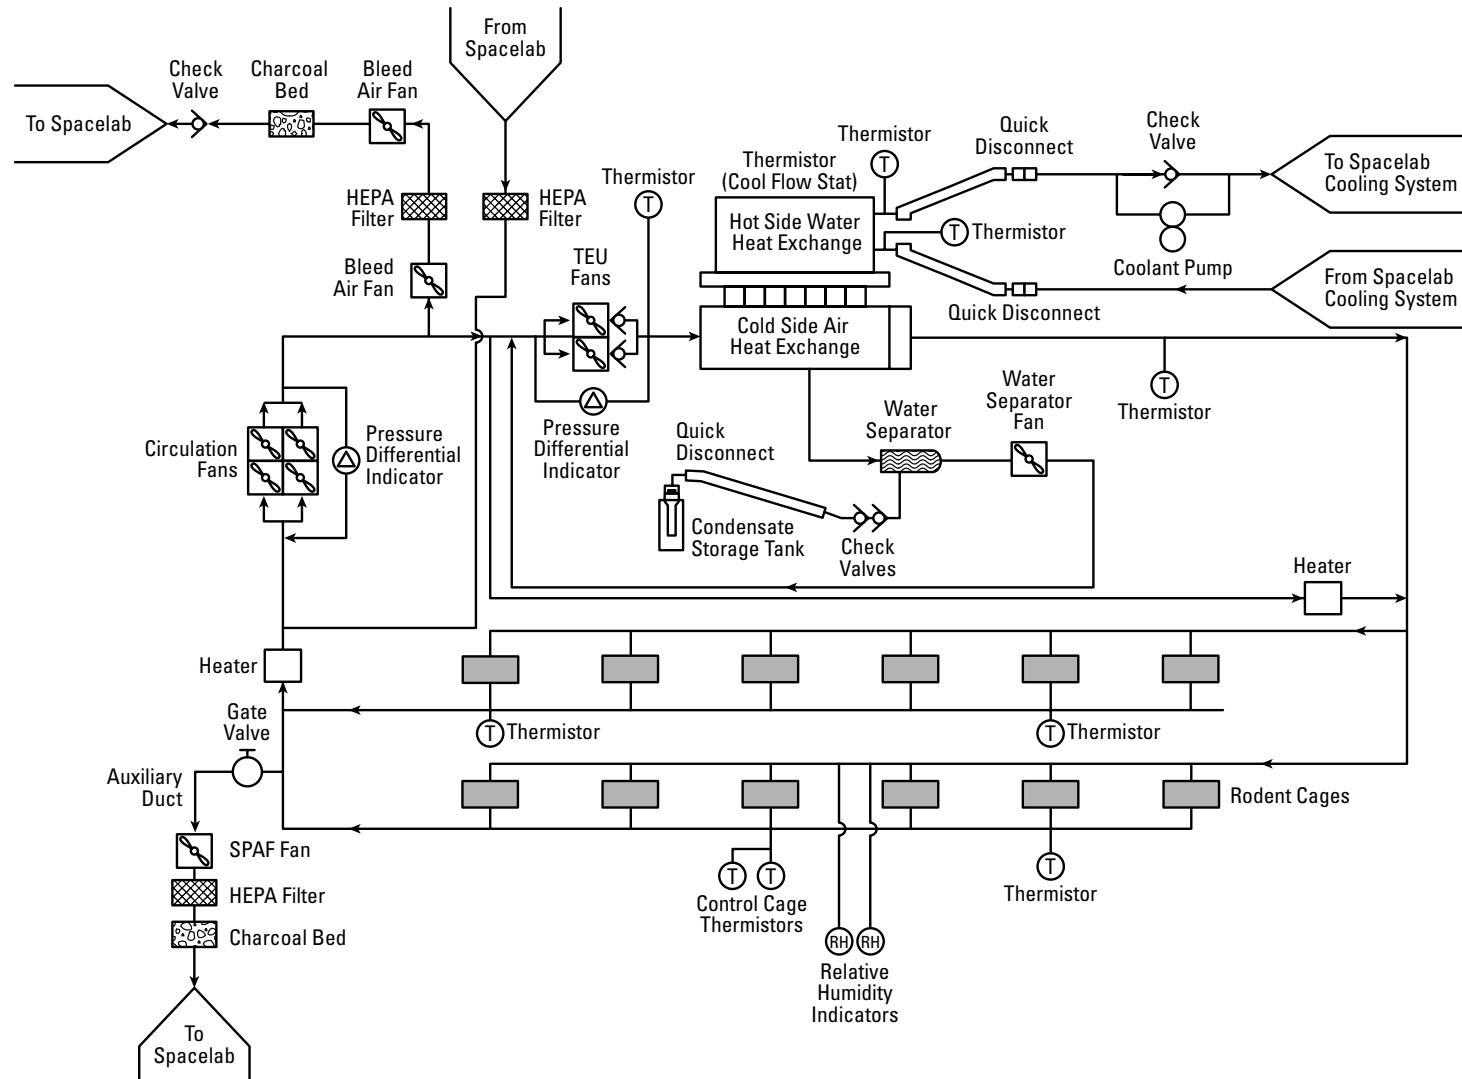 From
Spacelab
Check
Valve
Charcoal
Bed
Bleed
Air Fan
To Spacelab
HEPA
Filter
HEPA
Filter
Bleed
Air Fan
Thermistor
T
TEU
Fans
Thermistor
T
Thermistor
(Cool Flow Stat)
Hot Side Water
Heat Exchange
T
Thermistor
Quick
Disconnect
Check
Valve
To Spacelab
Cooling System
Coolant Pump
From Spacelab
Cooling System
Quick Disconnect
Cold Side Air
Heat Exchange
T
Thermistor
Circulation
Fans
Pressure
Differential
Indicator
Pressure
Differential
Indicator
Quick
Disconnect
Water
Separator
Water
Separator
Fan
Condensate
Storage Tank
Check
Valves
Heater
Heater
Gate
Valve
T
Thermistor
T
Thermistor
Auxiliary
Duct
Rodent Cages
SPAF Fan
HEPA Filter
Charcoal Bed
T
T
Control Cage
Thermistors
T
Thermistor
RH
RH
Relative
Humidity
Indicators
To
Spacelab